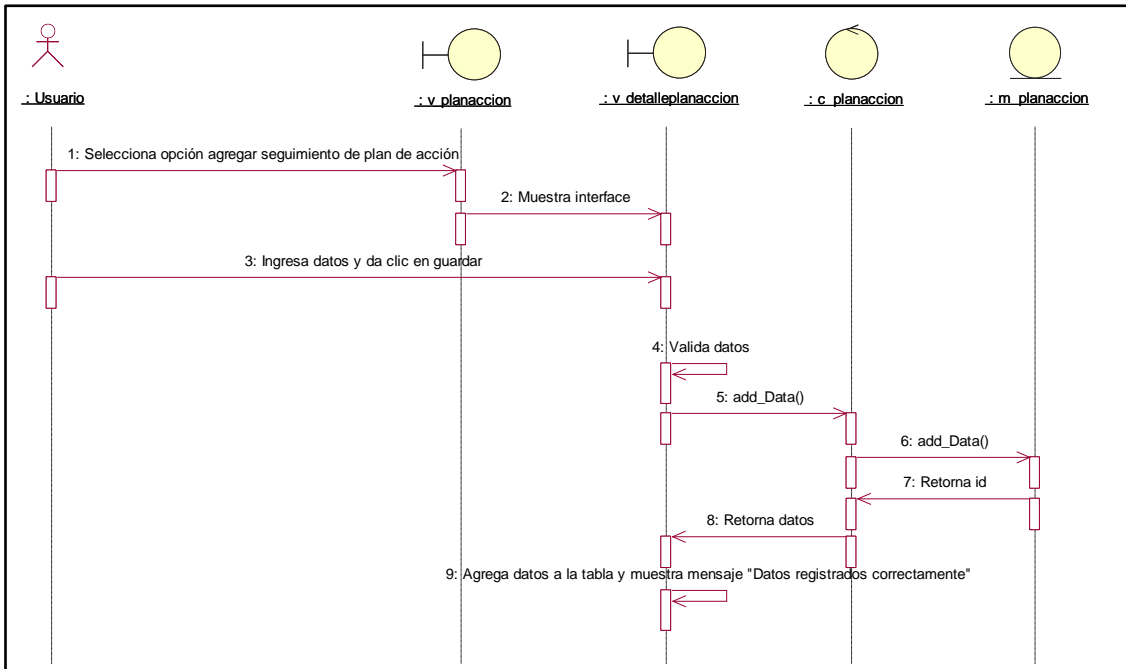 : Usuario
: v_planaccion
: v_detalleplanaccion
: c_planaccion
: m_planaccion
1: Selecciona opción agregar seguimiento de plan de acción
2: Muestra interface
3: Ingresa datos y da clic en guardar
4: Valida datos
5: add_Data()
6: add_Data()
7: Retorna id
8: Retorna datos
9: Agrega datos a la tabla y muestra mensaje "Datos registrados correctamente"